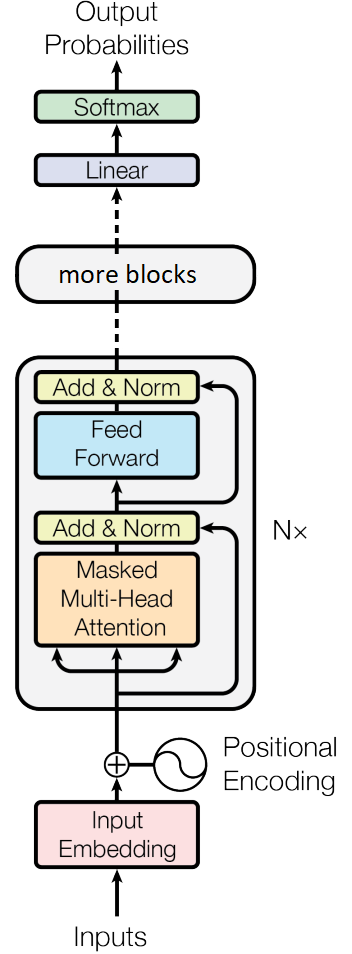 Output
Probabilities
Softmax
Linear
more blocks
Add & Norm
Feed
Forward
Add & Norm
N×
Masked
Multi-Head
Attention
Positional
Encoding
Input
Embedding
Inputs